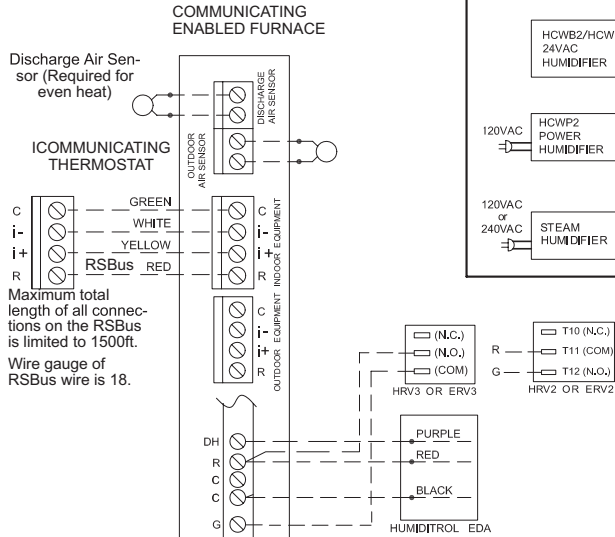 COMMUNICATING
ENABLED FURNACE
Discharge Air Sen-
sor (Required for
even heat)
DISCHARGE
AIR SENSOR
OUTDOOR
AIR SENSOR
ICOMMUNICATING
THERMOSTAT
C
i-
i+
R
GREEN
WHITE
YELLOW
RSBus RED
C
i-
i+
R
INDOOR EQUIPMENT
Maximum total
length of all connec-
tions on the RSBus
is limited to 1500ft.
Wire gauge of
RSBus wire is 18.
C
i-
i+
R
OUTDOOR EQUIPMENT
DH
R
C
C
G
PURPLE
RED
BLACK
HUMIDITROL EDA
(N.C.)
(N.O.)
(COM)
HRV3 OR ERV3
R
G
T10 (N.C.)
T11 (COM)
T12 (N.O.)
HRV2 OR ERV2
HCWB2/HCW
24VAC
HUMIDIFIER
120VAC
HCWP2
POWER
HUMIDIFIER
120VAC
or
240VAC
STEAM
HUMIDIFIER